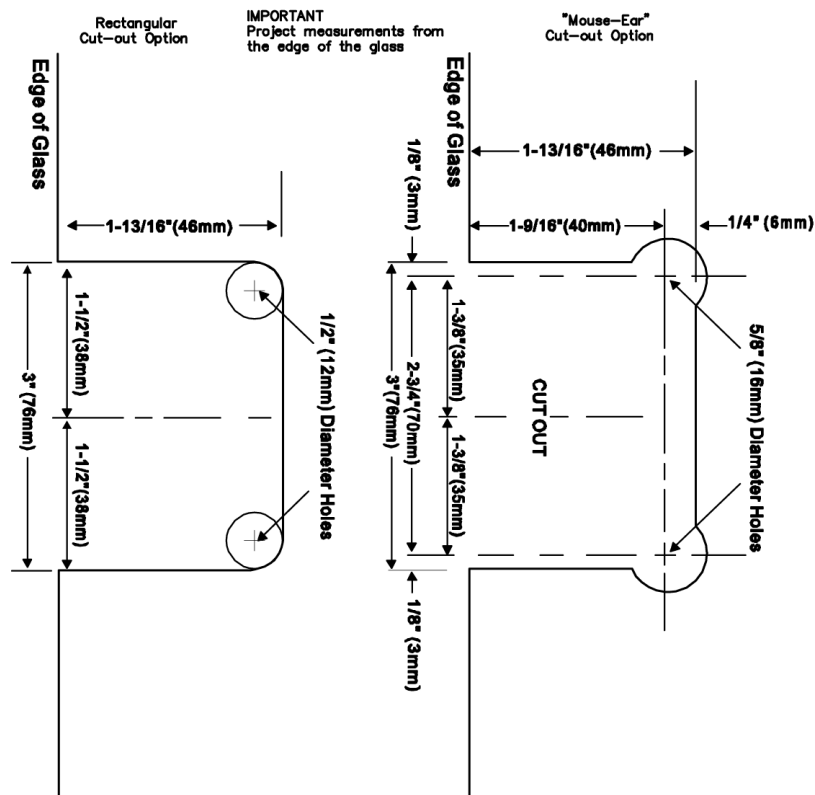 Rectangular
Cut-out Option
IMPORTANT
Project measurements from
the edge of the glass
"Mouse-Ear"
Cut-out Option
Edge of Glass
1-13/16"(46mm)
1-1/2"(38mm)
3" (76mm)
1-1/2"(38mm)
1/2" (12mm) Diameter Holes
Edge of Glass
1/8" (3mm)
1-13/16"(46mm)
1-9/16"(40mm)
1/4" (6mm)
1-3/8"(35mm)
2-3/4"(70mm)
3"(76mm)
CUT OUT
1-3/8"(35mm)
5/8" (16mm) Diameter Holes
1/8" (3mm)